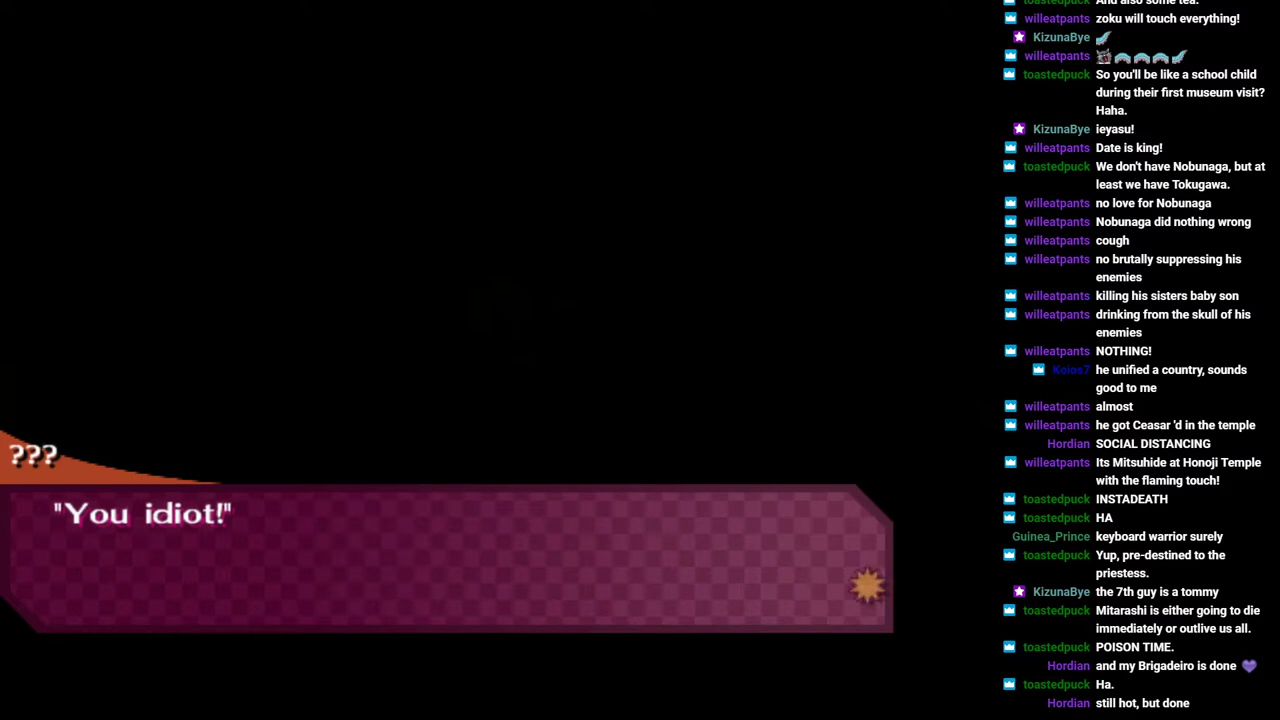 And also some tea.
willeatpants zoku will touch everything!
KizunaBye
willeatpants
toastedpuck So you'll be like a school child
during their first museum visit?
Haha.
KizunaBye ieyasu!
willeatpants Date is king!
toastedpuck We don't have Nobunaga, but at
least we have Tokugawa.
willeatpants no love for Nobunaga
willeatpants Nobunaga did nothing wrong
willeatpants cough
willeatpants no brutally suppressing his
enemies
willeatpants killing his sisters baby son
willeatpants drinking from the skull of his
enemies
willeatpants NOTHING!
Koios7 he unified a country, sounds
good to me
willeatpants almost
willeatpants he got Ceasar 'd in the temple
Hordian SOCIAL DISTANCING
willeatpants Its Mitsuhide at Honoji Temple
with the flaming touch!
toastedpuck INSTADEATH
toastedpuck HA
Guinea_Prince keyboard warrior surely
toastedpuck Yup, pre-destined to the
priestess.
KizunaBye the 7th guy is a tommy
toastedpuck Mitarashi is either going to die
immediately or outlive us all.
toastedpuck POISON TIME.
Hordian and my Brigadeiro is done
toastedpuck Ha.
Hordian still hot, but done
???
"You idiot!"